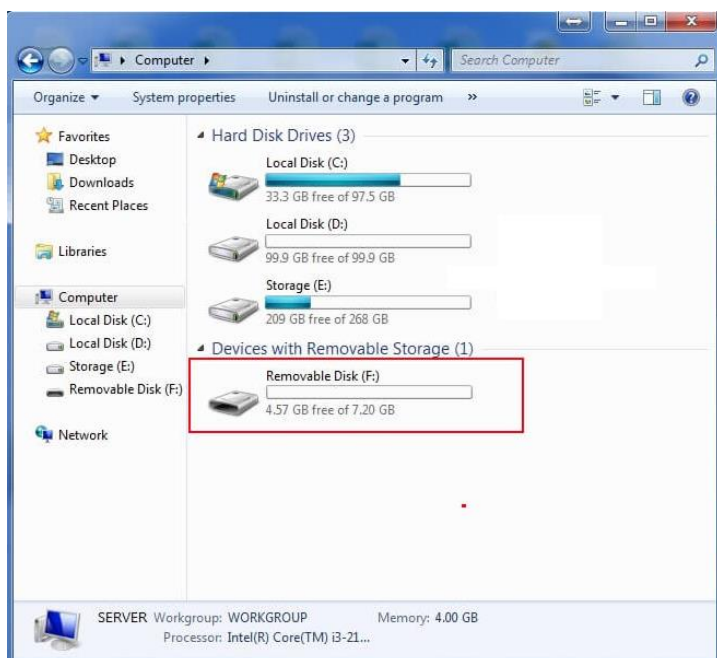 Computer
Search Computer
Organize
System properties
Uninstall or change a program
»
Favorites
Desktop
Downloads
Recent Places
Libraries
Computer
Local Disk (C:)
Local Disk (D:)
Storage (E:)
Removable Disk (F:)
Network
Hard Disk Drives (3)
Local Disk (C:)
33.3 GB free of 97.5 GB
Local Disk (D:)
99.9 GB free of 99.9 GB
Storage (E:)
209 GB free of 268 GB
Devices with Removable Storage (1)
Removable Disk (F:)
4.57 GB free of 7.20 GB
SERVER Workgroup: WORKGROUP Memory: 4.00 GB
Processor: Intel(R) Core(TM) i3-21...